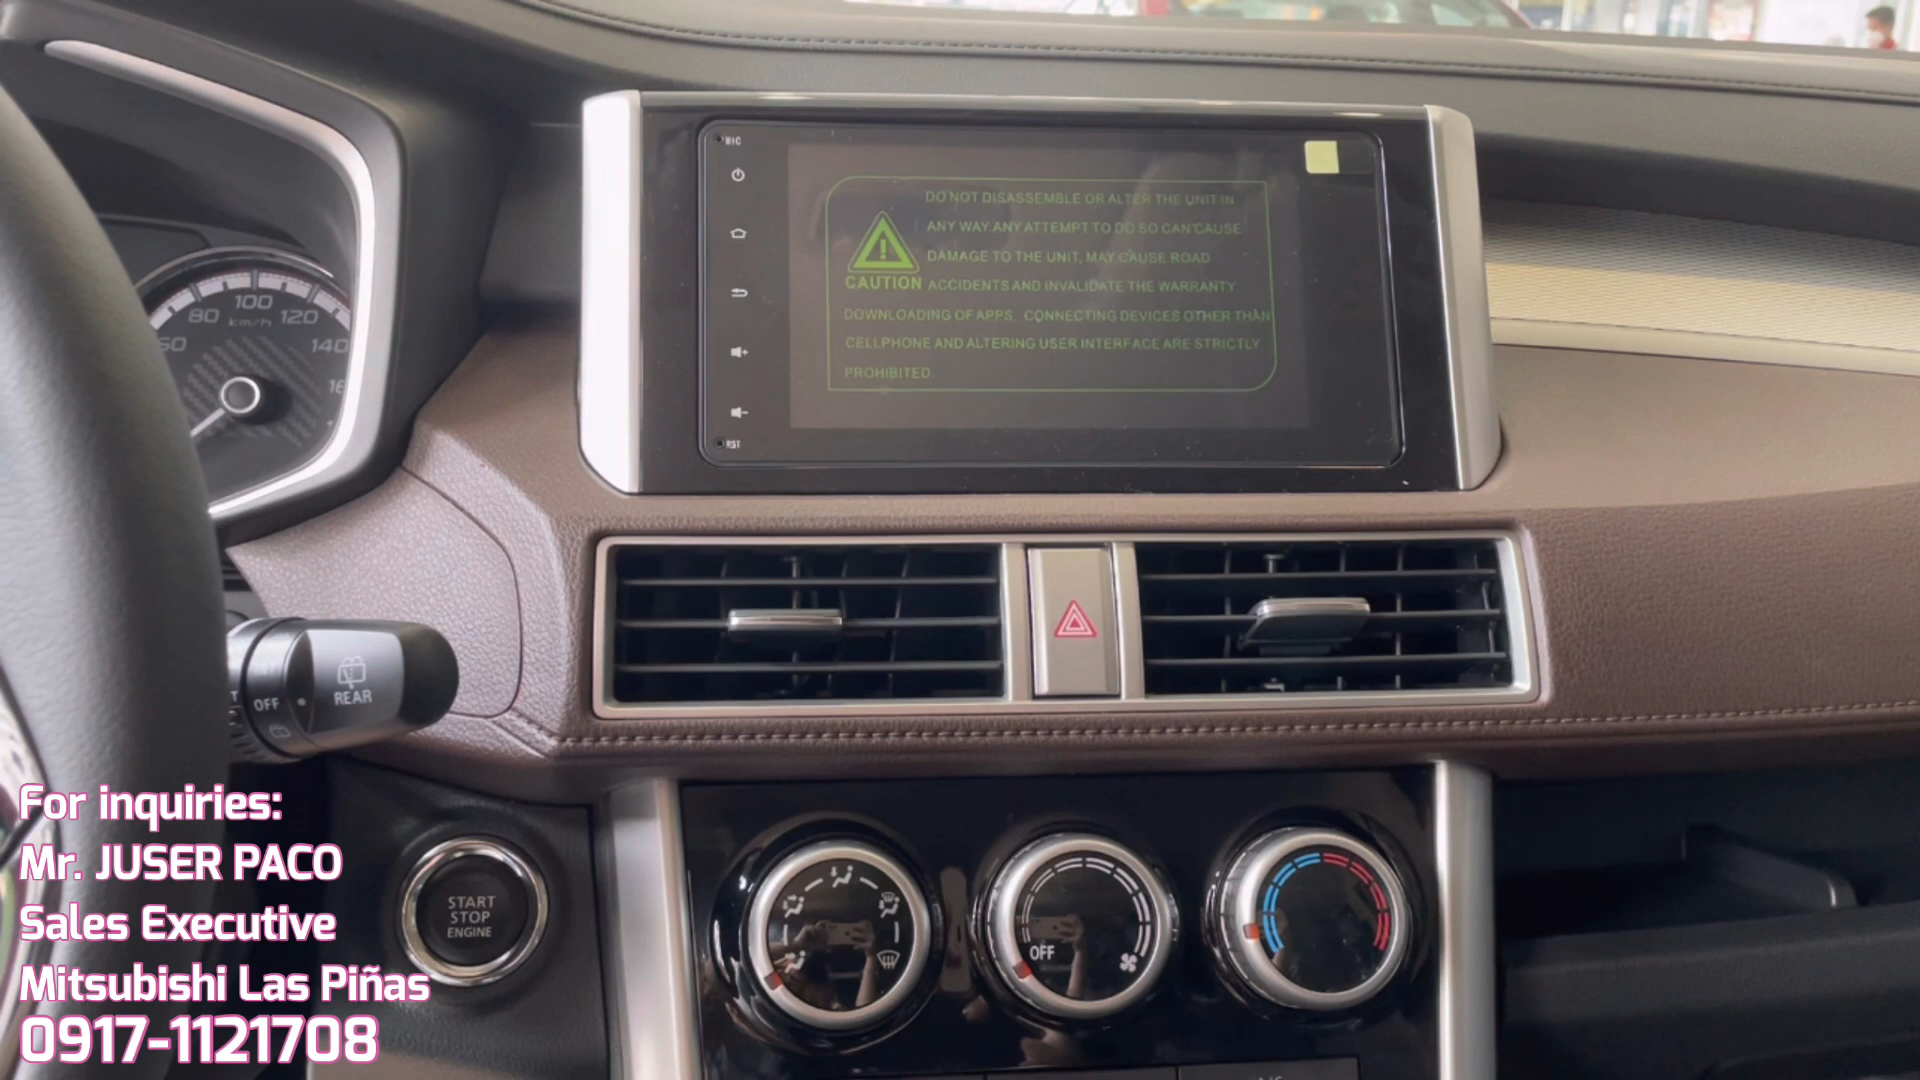 MIC
DO NOT DISASSEMBLE OR ALTER THE UNIT IN
ANY WAY ANY ATTEMPT TO DO SO CAN CAUSE
DAMAGE TO THE UNIT, MAY CAUSE ROAD
CAUTION ACCIDENTS AND INVALIDATE THE WARRANTY
DOWNLOADING OF APPS, CONNECTING DEVICES OTHER THAN
CELLPHONE AND ALTERING USER INTERFACE ARE STRICTLY
PROHIBITED
RST
100
80 km/h 120
60 140
OFF
REAR
START
STOP
ENGINE
OFF
For inquiries:
Mr. JUSER PACO
Sales Executive
Mitsubishi Las Piñas
0917-1121708